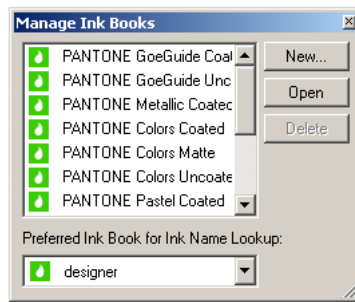 Manage Ink Books
PANTONE GoeGuide Coat
PANTONE GoeGuide Unc
PANTONE Metallic Coated
PANTONE Colors Coated
PANTONE Colors Matte
PANTONE Colors Uncoate
PANTONE Pastel Coated
New...
Open
Delete
Preferred Ink Book for Ink Name Lookup:
designer